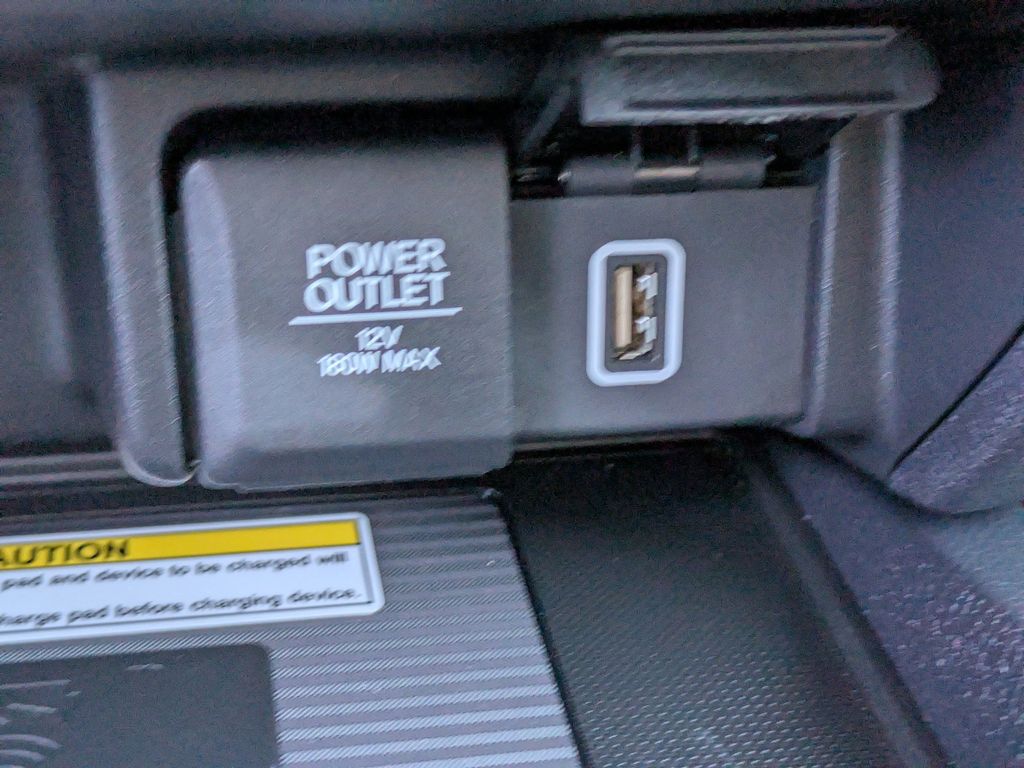 POWER
OUTLET
12V
180W MAX
AUTION
pad and device to be charged will
harge pad before charging device.